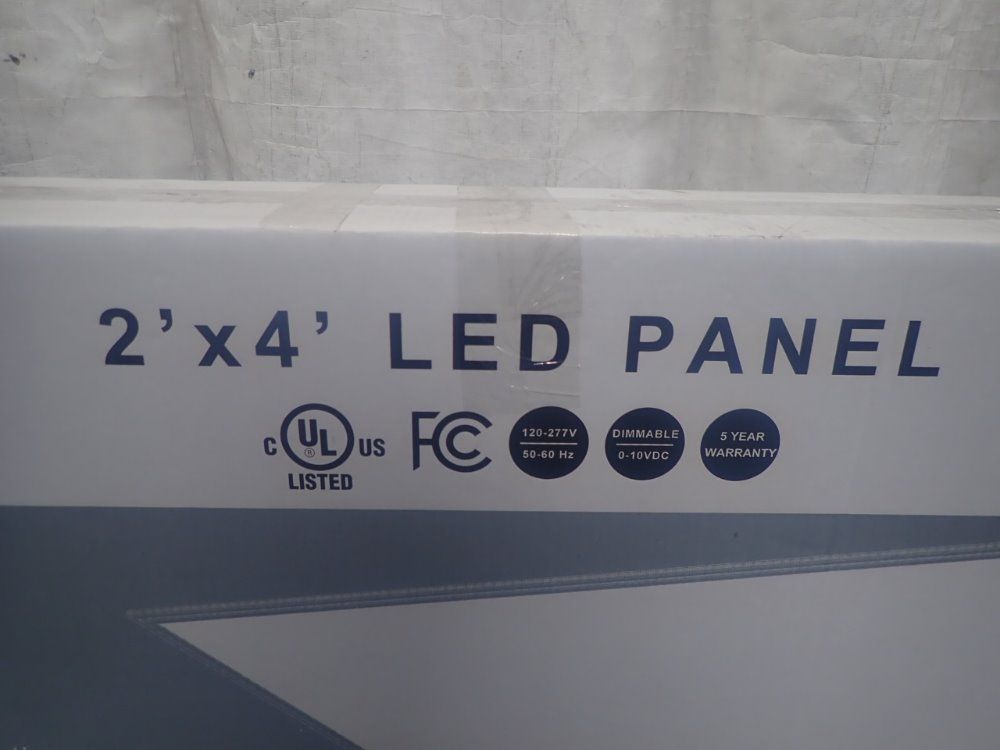 2'x4' LED PANEL
C UL ® US
LISTED
FC
120-277V
50-60 Hz
DIMMABLE
0-10VDC
5 YEAR
WARRANTY